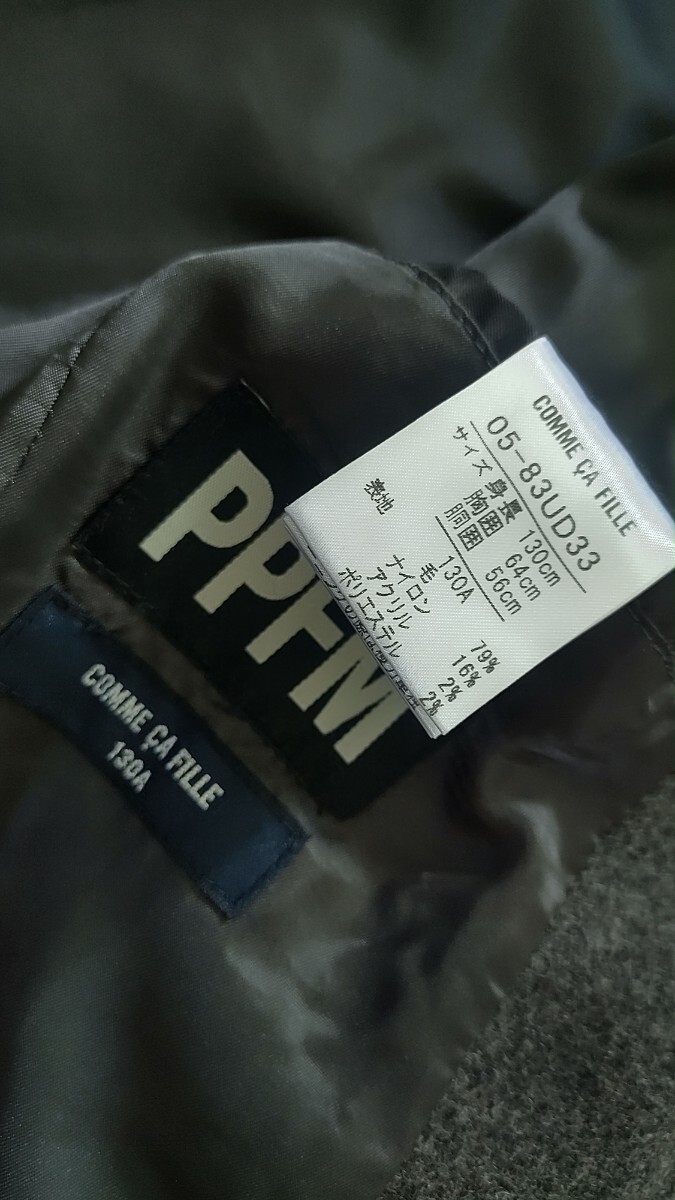 COMME ÇA FILLE
05-83UD33
サイズ 身長 130cm
胸囲 64cm
胴囲 56cm
130A
表地
毛 79%
ナイロン 16%
アクリル 2%
ポリエステル 2%
PPFM
COMME ÇA FILLE
130A